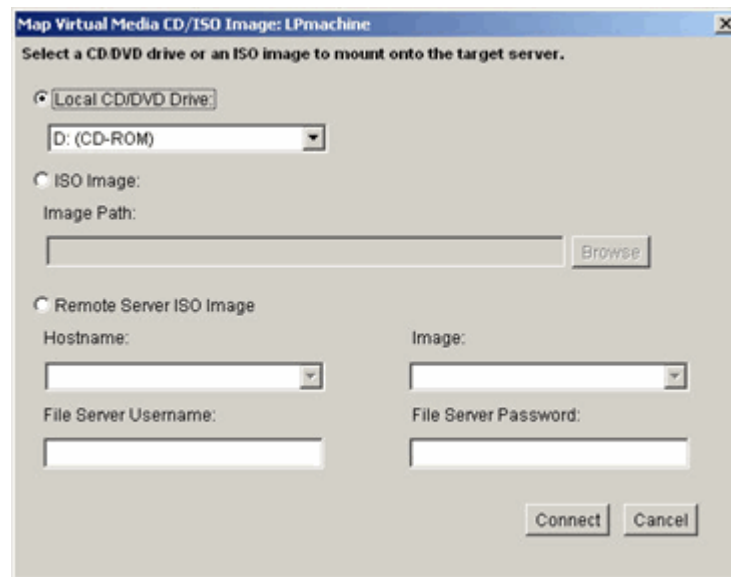 Map Virtual Media CD/ISO Image: LPmachine
Select a CD/DVD drive or an ISO image to mount onto the target server.
Local CD/DVD Drive:
D: (CD-ROM)
ISO Image:
Image Path:
Browse
Remote Server ISO Image
Hostname: Image:
File Server Username: File Server Password:
Connect Cancel